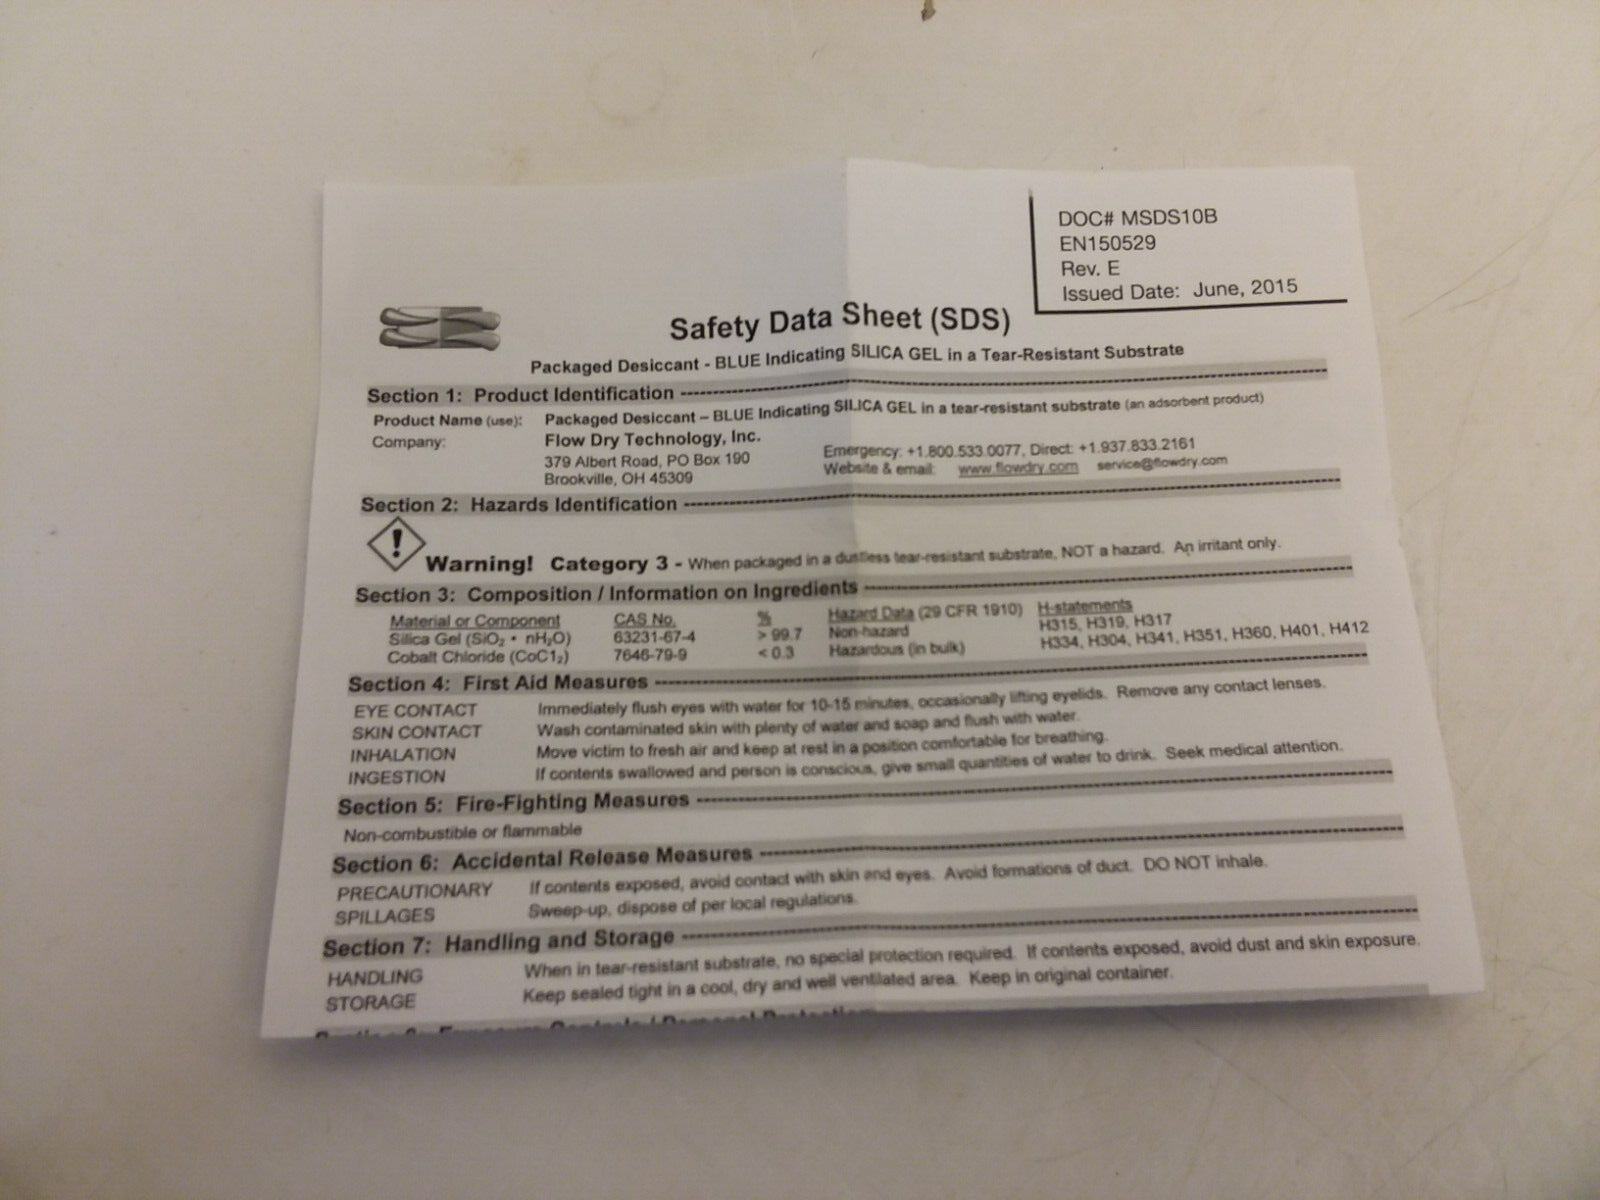 DOC# MSDS10B
EN150529
Rev. E
Issued Date: June, 2015
Safety Data Sheet (SDS)
Packaged Desiccant - BLUE Indicating SILICA GEL in a Tear-Resistant Substrate
Section 1: Product Identification
Product Name (use): Packaged Desiccant – BLUE Indicating SILICA GEL in a tear-resistant substrate (an adsorbent product)
Company: Flow Dry Technology, Inc.
379 Albert Road, PO Box 190 Emergency: +1.800.533.0077, Direct: +1.937.833.2161
Brookville, OH 45309 Website & email: www.flowdry.com service@flowdry.com
Section 2: Hazards Identification
! Warning! Category 3 - When packaged in a dustless tear-resistant substrate, NOT a hazard. An irritant only.
Section 3: Composition / Information on Ingredients
Material or Component CAS No. % Hazard Data (29 CFR 1910) H-statements
Silica Gel (SiO₂ • nH₂O) 63231-67-4 > 99.7 Non-hazard H315, H319, H317
Cobalt Chloride (CoC1₂) 7646-79-9 < 0.3 Hazardous (in bulk) H334, H304, H341, H351, H360, H401, H412
Section 4: First Aid Measures
EYE CONTACT Immediately flush eyes with water for 10-15 minutes, occasionally lifting eyelids. Remove any contact lenses.
SKIN CONTACT Wash contaminated skin with plenty of water and soap and flush with water.
INHALATION Move victim to fresh air and keep at rest in a position comfortable for breathing.
INGESTION If contents swallowed and person is conscious, give small quantities of water to drink. Seek medical attention.
Section 5: Fire-Fighting Measures
Non-combustible or flammable
Section 6: Accidental Release Measures
PRECAUTIONARY If contents exposed, avoid contact with skin and eyes. Avoid formations of duct. DO NOT inhale.
SPILLAGES Sweep-up, dispose of per local regulations.
Section 7: Handling and Storage
HANDLING When in tear-resistant substrate, no special protection required. If contents exposed, avoid dust and skin exposure.
STORAGE Keep sealed tight in a cool, dry and well ventilated area. Keep in original container.